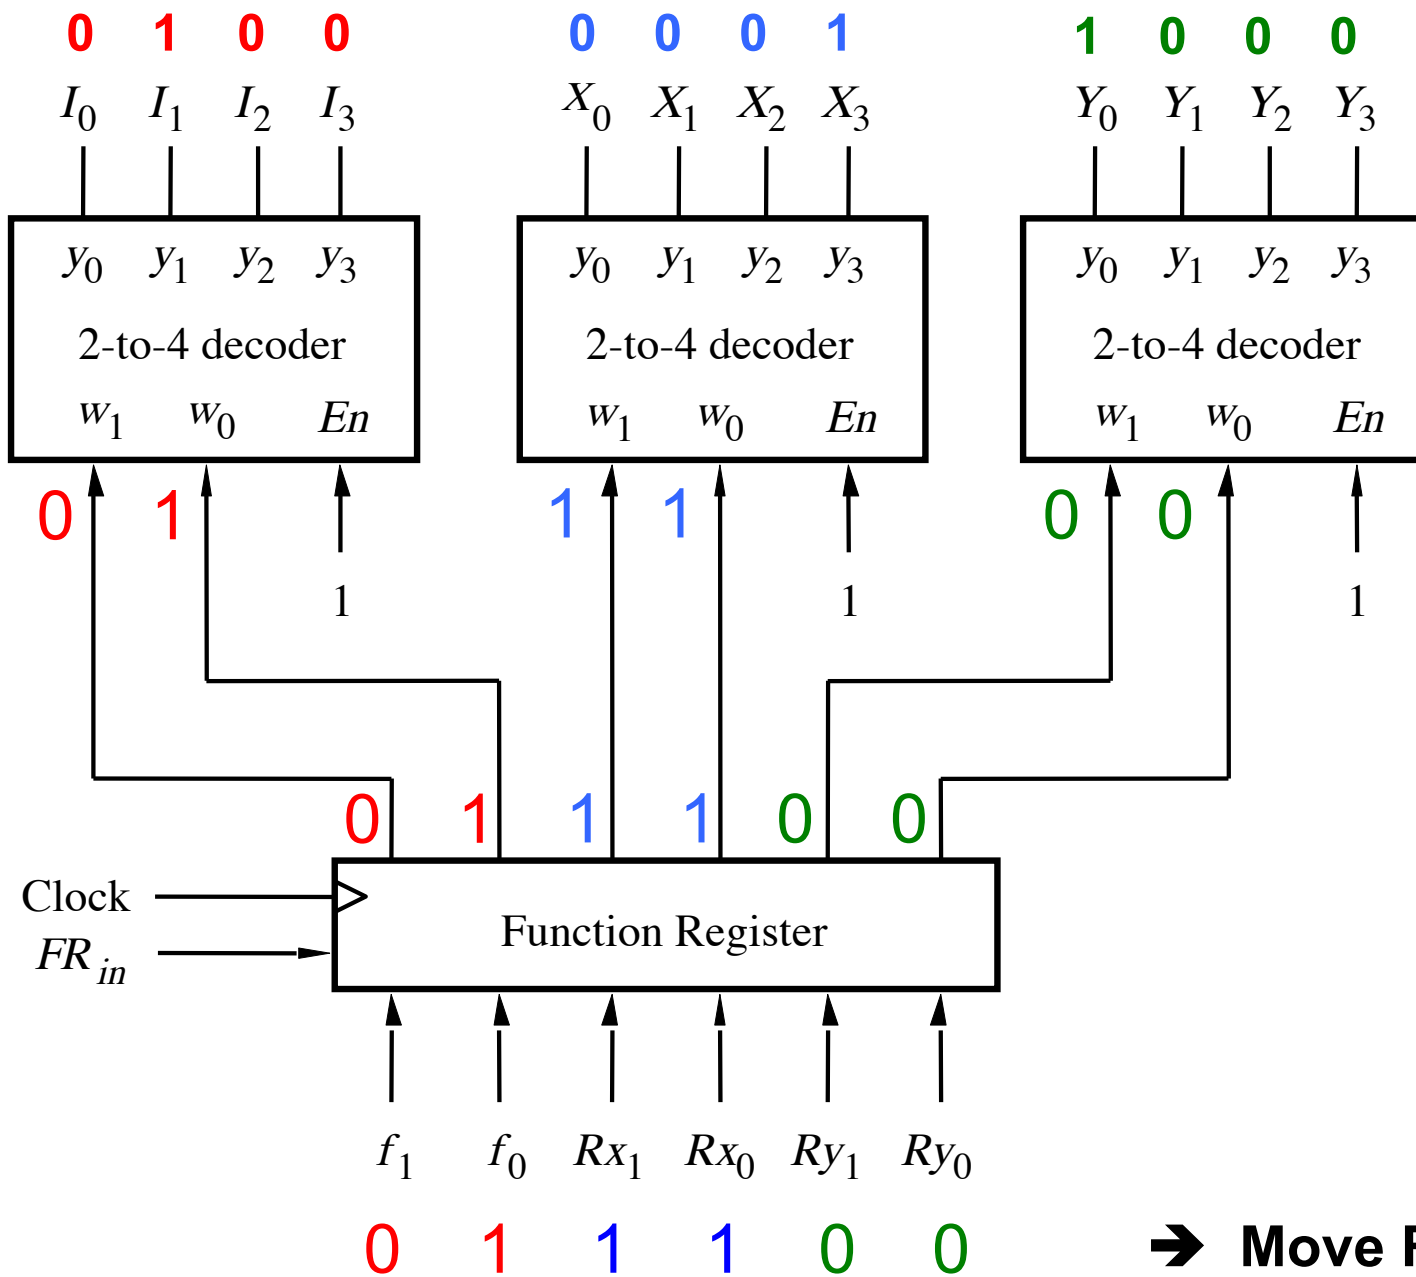 0 1 0 0 0 0 0 1 1 0 0 0
I0 I1 I2 I3 X0 X1 X2 X3 Y0 Y1 Y2 Y3
y0 y1 y2 y3 y0 y1 y2 y3 y0 y1 y2 y3
2-to-4 decoder 2-to-4 decoder 2-to-4 decoder
w1 w0 En w1 w0 En w1 w0 En
0 1 1 1 0 0
1 1 1
0 1 1 1 0 0
Clock
Function Register
FR in
f1 f0 Rx1 Rx0 Ry1 Ry0
0 1 1 1 0 0 ➔ Move